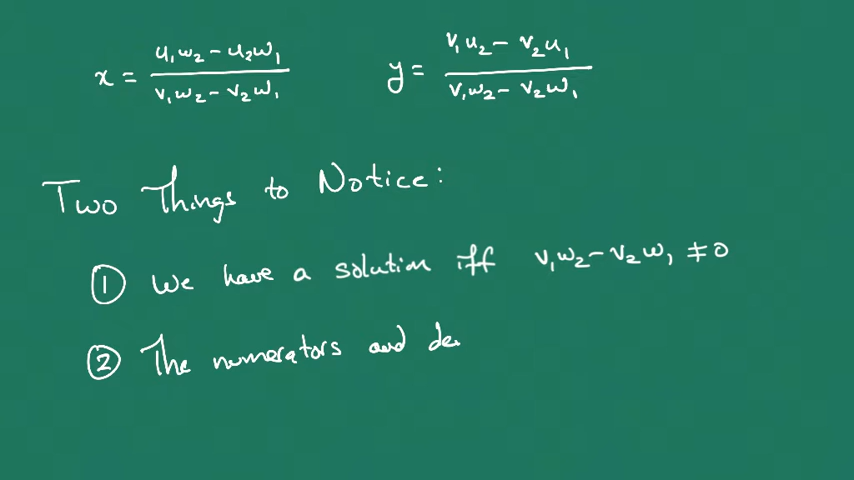 x = (u₁w₂ − u₂w₁)/(v₁w₂ − v₂w₁) y = (v₁u₂ − v₂u₁)/(v₁w₂ − v₂w₁)
Two Things to Notice:
① We have a solution iff v₁w₂ − v₂w₁ ≠ 0
② The numerators and de